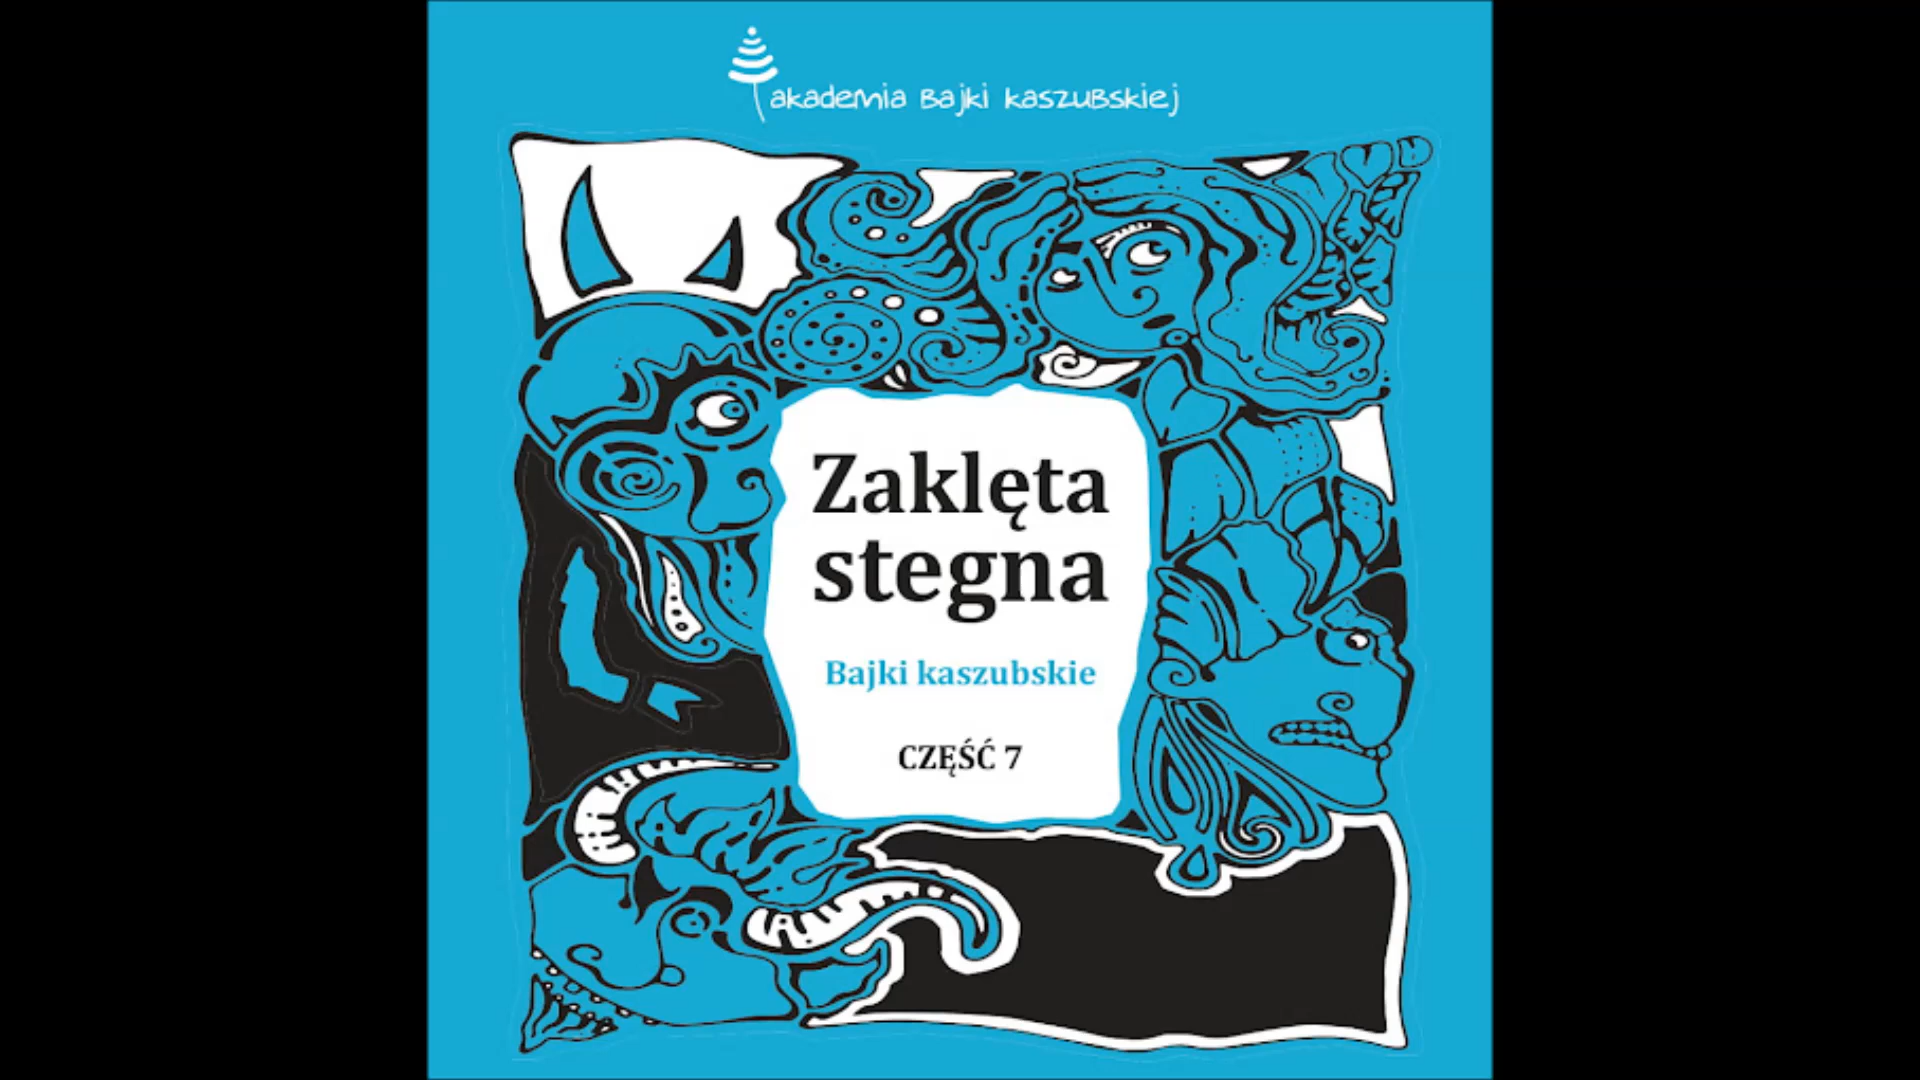 akademia Bajki kaszuBskiej
Zaklęta
stegna
Bajki kaszubskie
CZĘŚĆ 7